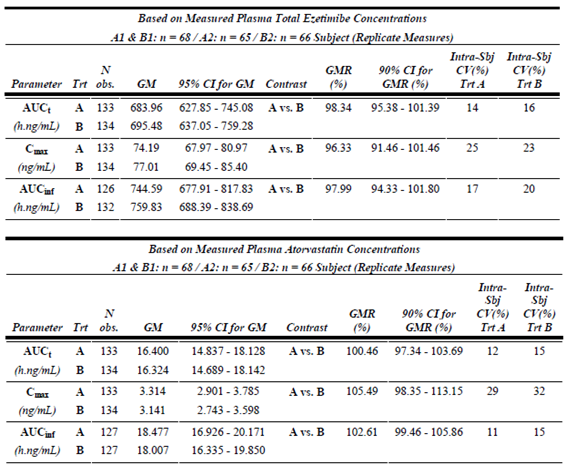 Based on Measured Plasma Total Ezetimibe Concentrations
A1 & B1: n = 68 / A2: n = 65 / B2: n = 66 Subject (Replicate Measures)
Parameter Trt N obs. GM 95% CI for GM Contrast GMR (%) 90% CI for GMR (%) Intra-Sbj CV(%) Trt A Intra-Sbj CV(%) Trt B
AUCt A 133 683.96 627.85 - 745.08 A vs. B 98.34 95.38 - 101.39 14 16
(h.ng/mL) B 134 695.48 637.05 - 759.28
Cmax A 133 74.19 67.97 - 80.97 A vs. B 96.33 91.46 - 101.46 25 23
(ng/mL) B 134 77.01 69.45 - 85.40
AUCinf A 126 744.59 677.91 - 817.83 A vs. B 97.99 94.33 - 101.80 17 20
(h.ng/mL) B 132 759.83 688.39 - 838.69
Based on Measured Plasma Atorvastatin Concentrations
A1 & B1: n = 68 / A2: n = 65 / B2: n = 66 Subject (Replicate Measures)
Parameter Trt N obs. GM 95% CI for GM Contrast GMR (%) 90% CI for GMR (%) Intra-Sbj CV(%) Trt A Intra-Sbj CV(%) Trt B
AUCt A 133 16.400 14.837 - 18.128 A vs. B 100.46 97.34 - 103.69 12 15
(h.ng/mL) B 134 16.324 14.689 - 18.142
Cmax A 133 3.314 2.901 - 3.785 A vs. B 105.49 98.35 - 113.15 29 32
(ng/mL) B 134 3.141 2.743 - 3.598
AUCinf A 127 18.477 16.926 - 20.171 A vs. B 102.61 99.46 - 105.86 11 15
(h.ng/mL) B 127 18.007 16.335 - 19.850